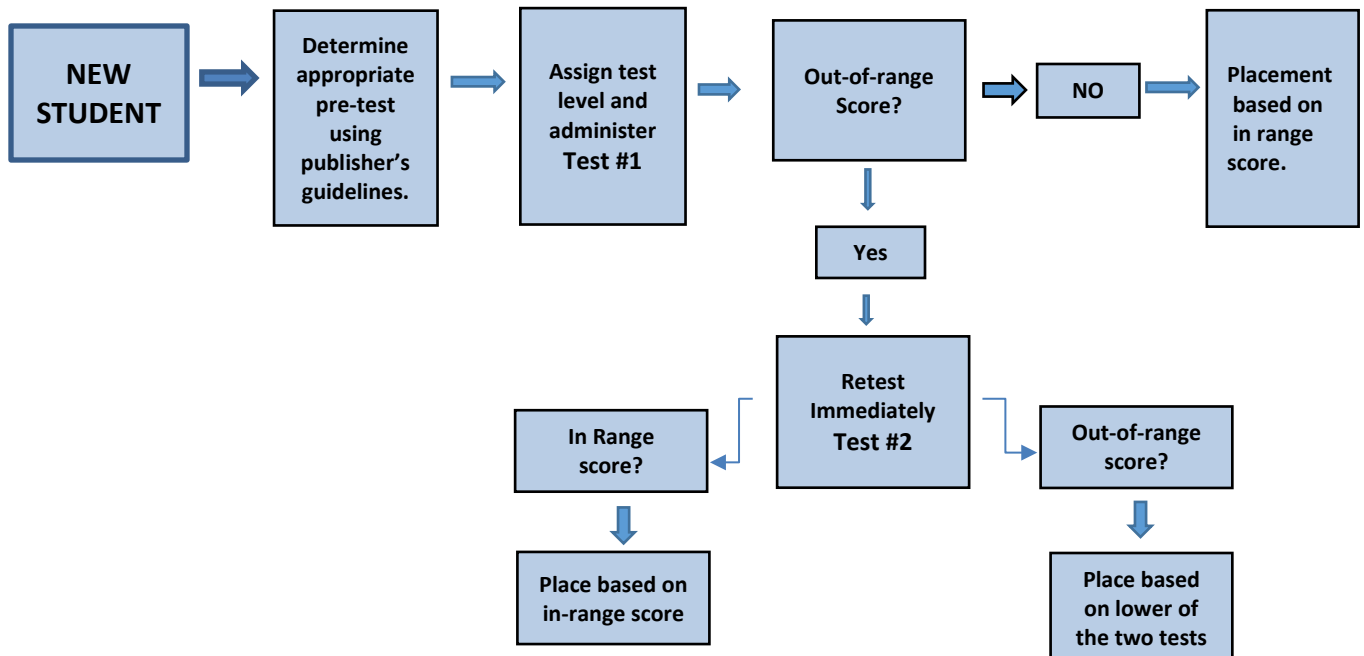 NEW
STUDENT
Determine
appropriate
pre-test
using
publisher’s
guidelines.
Assign test
level and
administer
Test #1
Out-of-range
Score?
NO
Placement
based on
in range
score.
Yes
Retest
Immediately
Test #2
In Range
score?
Out-of-range
score?
Place based on
in-range score
Place based
on lower of
the two tests